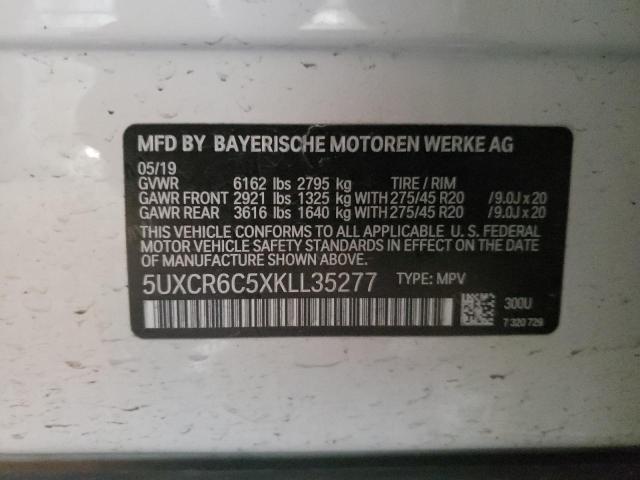 MFD BY BAYERISCHE MOTOREN WERKE AG
05/19
GVWR 6162 lbs 2795 kg TIRE / RIM
GAWR FRONT 2921 lbs 1325 kg WITH 275/45 R20 /9.0J x 20
GAWR REAR 3616 lbs 1640 kg WITH 275/45 R20 /9.0J x 20
THIS VEHICLE CONFORMS TO ALL APPLICABLE U. S. FEDERAL
MOTOR VEHICLE SAFETY STANDARDS IN EFFECT ON THE DATE
OF MANUFACTURE SHOWN ABOVE.
5UXCR6C5XKLL35277 TYPE: MPV
300U
7 320 729